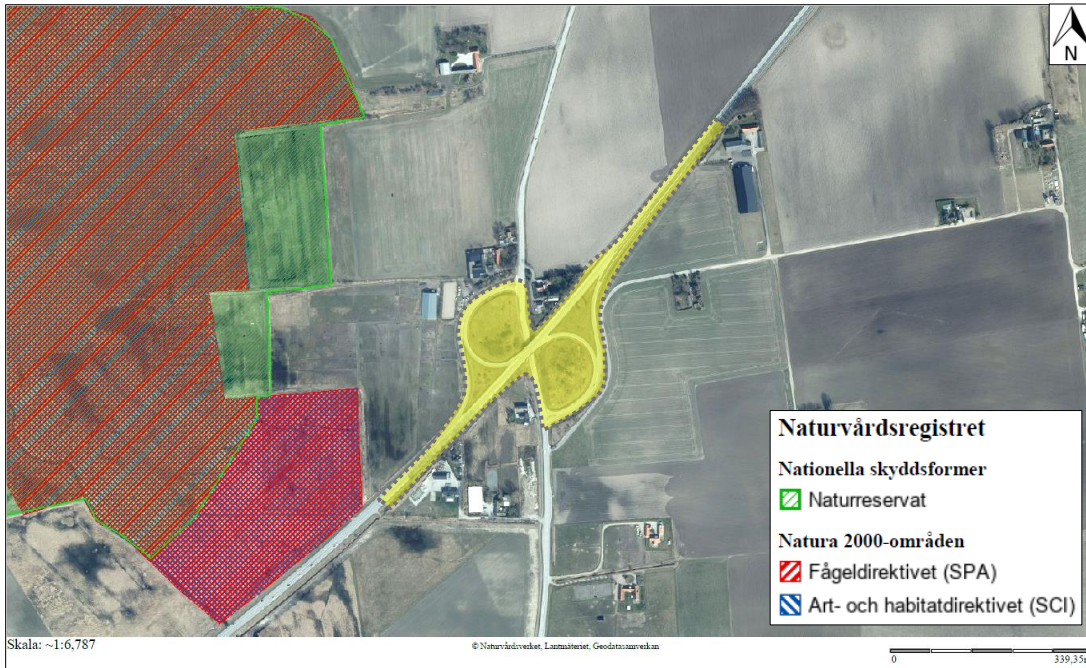 N
Naturvårdsregistret
Nationella skyddsformer
Naturreservat
Natura 2000-områden
Fågeldirektivet (SPA)
Art- och habitatdirektivet (SCI)
Skala: ~1:6,787
© Naturvårdsverket, Lantmäteriet, Geodatasamverkan
0
339,35